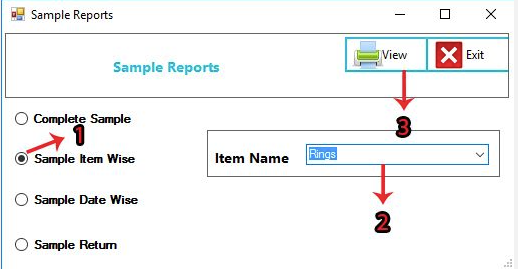 Sample Reports
Sample Reports
View
Exit
Complete Sample
1
3
Sample Item Wise
Item Name
Rings
Sample Date Wise
2
Sample Return